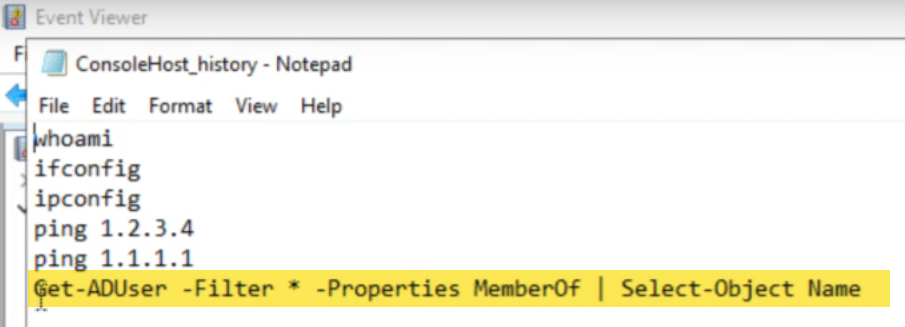 Event Viewer
ConsoleHost_history - Notepad
File Edit Format View Help
whoami
ifconfig
ipconfig
ping 1.2.3.4
ping 1.1.1.1
Get-ADUser -Filter * -Properties MemberOf | Select-Object Name